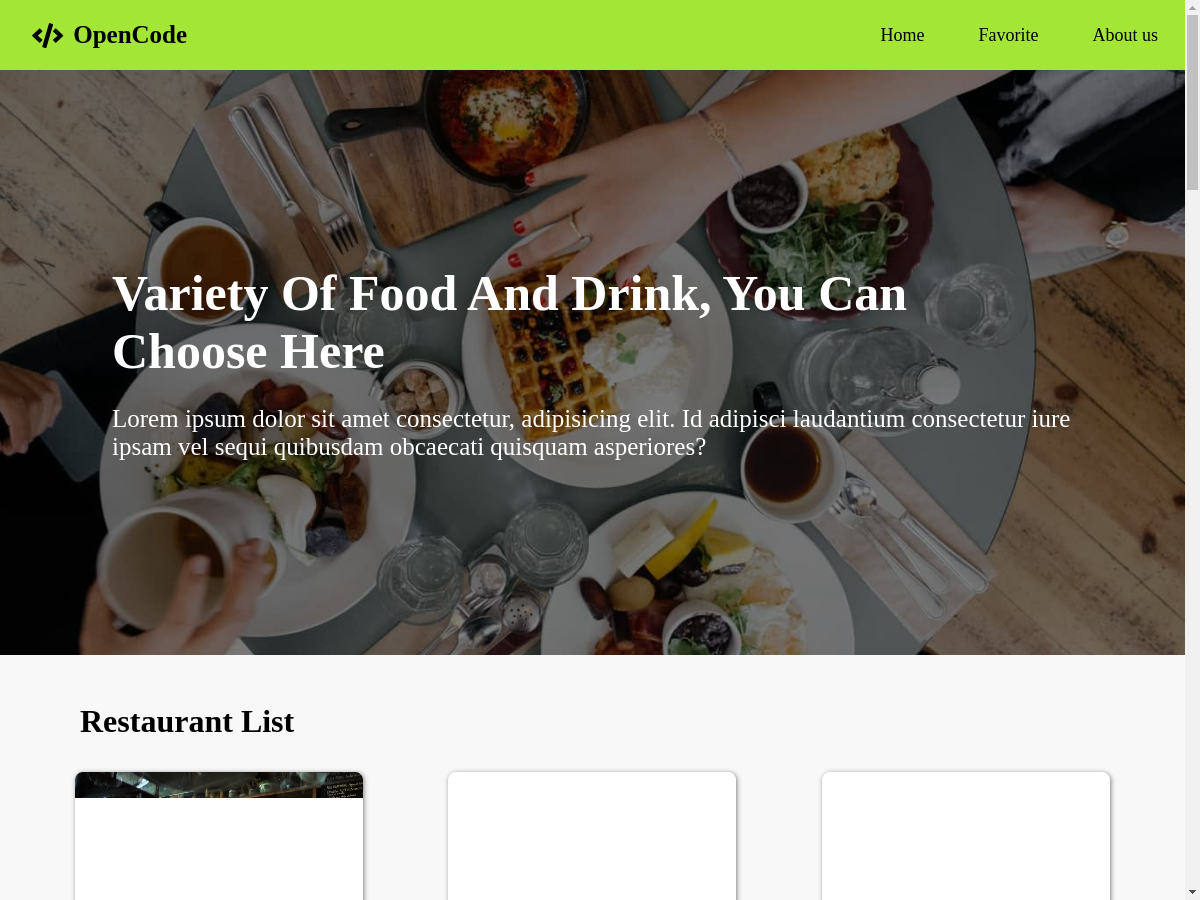 OpenCode
Home
Favorite
About us
Variety Of Food And Drink, You Can
Choose Here
Lorem ipsum dolor sit amet consectetur, adipisicing elit. Id adipisci laudantium consectetur iure
ipsam vel sequi quibusdam obcaecati quisquam asperiores?
Restaurant List